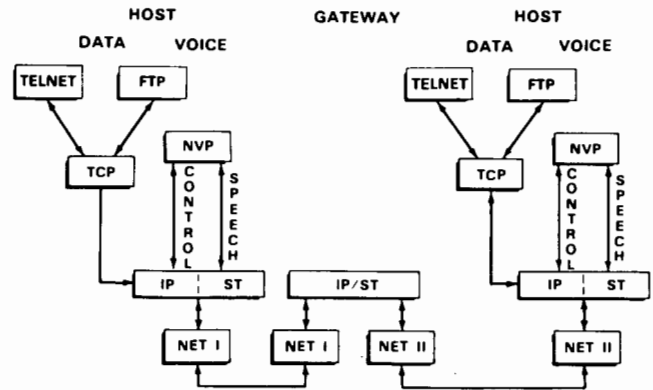 HOST GATEWAY HOST
DATA VOICE DATA VOICE
TELNET FTP TELNET FTP
NVP NVP
TCP TCP
CONTROL SPEECH CONTROL SPEECH
IP ST IP/ST IP ST
NET I NET I NET II NET II